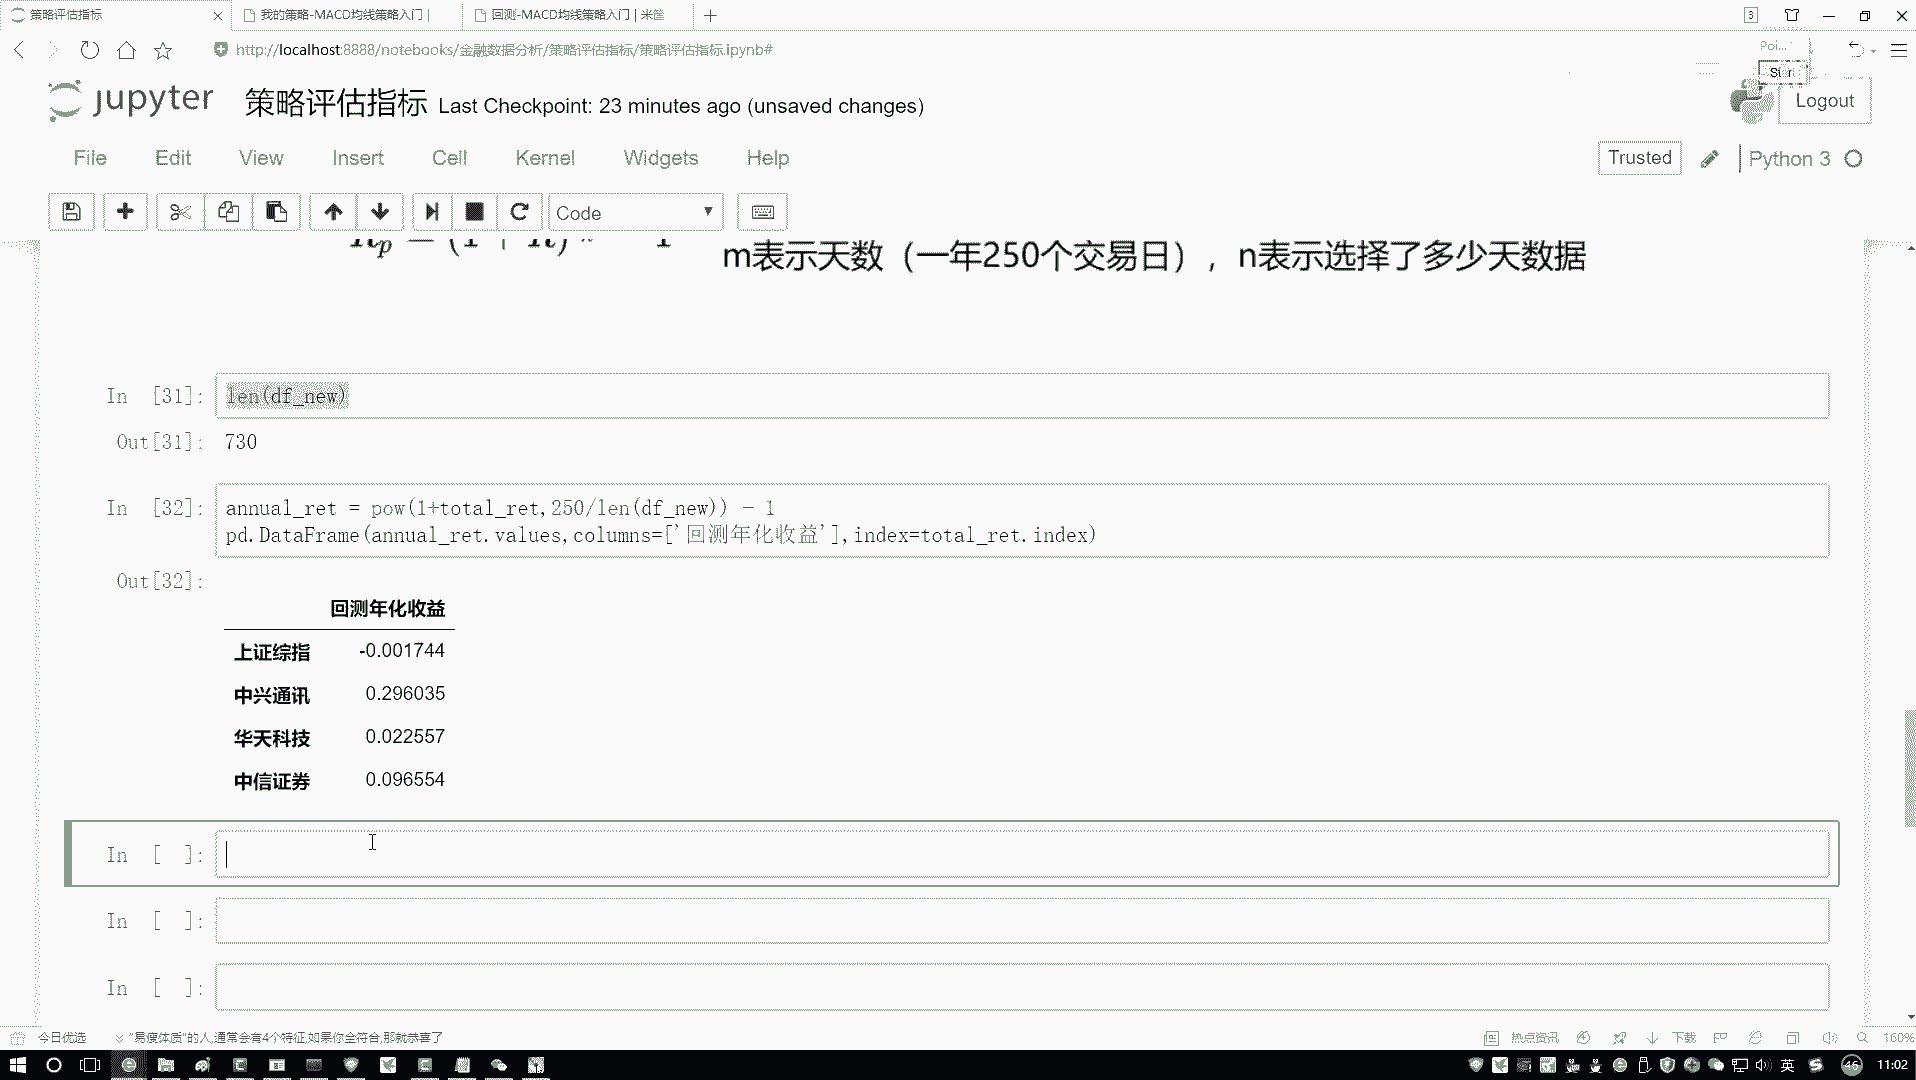 策略评估指标
我的策略-MACD均线策略入门 |
回测-MACD均线策略入门 | 米筐
3
http://localhost:8888/notebooks/金融数据分析/策略评估指标/策略评估指标.ipynb#
Poi...
Start
jupyter 策略评估指标 Last Checkpoint: 23 minutes ago (unsaved changes)
Logout
File Edit View Insert Cell Kernel Widgets Help
Trusted
Python 3
Code
m表示天数（一年250个交易日），n表示选择了多少天数据
In [31]: len(df_new)
Out[31]: 730
In [32]: annual_ret = pow(1+total_ret,250/len(df_new)) - 1
pd.DataFrame(annual_ret.values,columns=['回测年化收益'],index=total_ret.index)
Out[32]:
回测年化收益
上证综指 -0.001744
中兴通讯 0.296035
华天科技 0.022557
中信证券 0.096554
In [ ]:
In [ ]:
In [ ]:
今日优选
"易瘦体质"的人,通常会有4个特征,如果你全符合,那就恭喜了
热点资讯
下载
160%
英
46
11:02